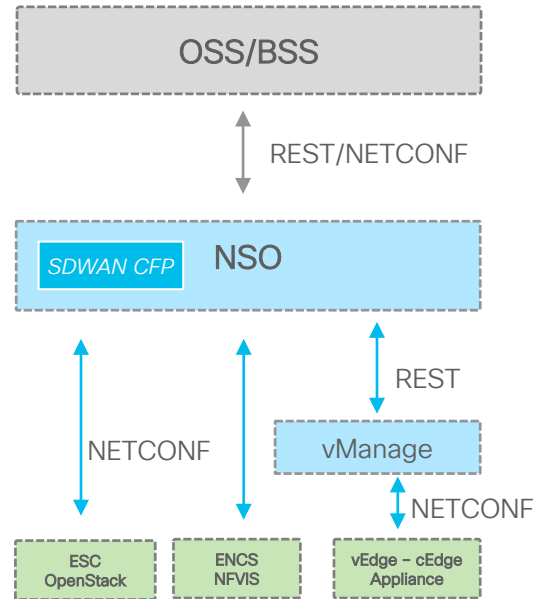 OSS/BSS
REST/NETCONF
SDWAN CFP
NSO
REST
NETCONF
vManage
NETCONF
ESC
OpenStack
ENCS
NFVIS
vEdge – cEdge
Appliance